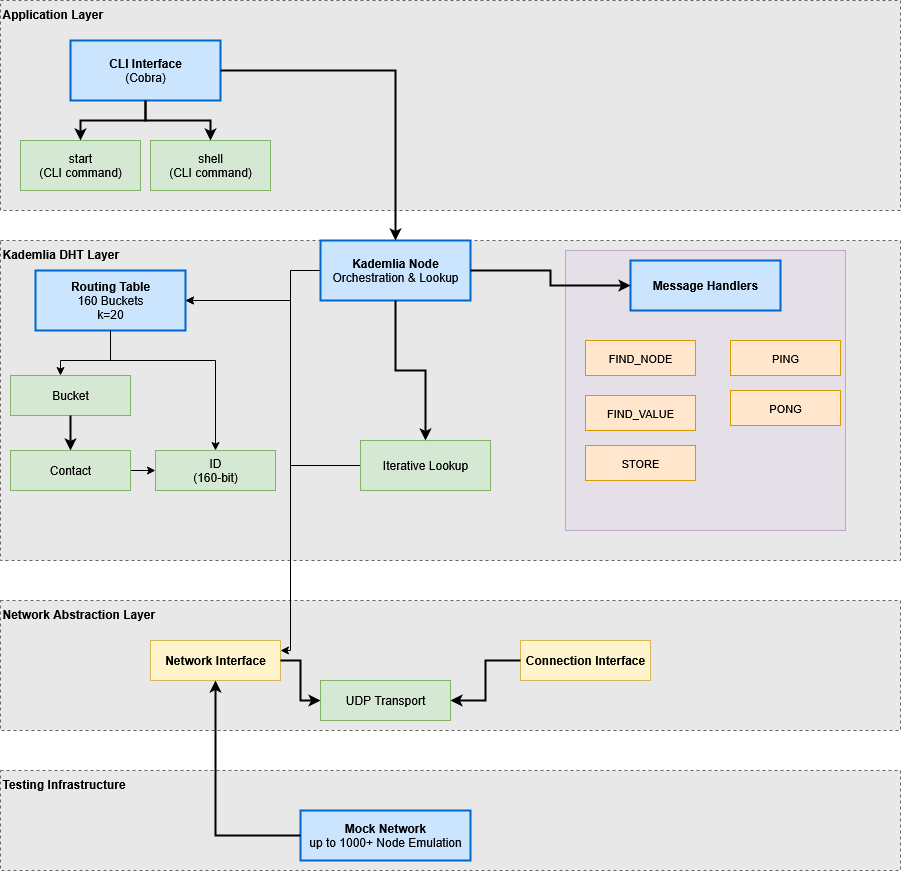 Application Layer
CLI Interface
(Cobra)
start
(CLI command)
shell
(CLI command)
Kademlia DHT Layer
Kademlia Node
Orchestration & Lookup
Routing Table
160 Buckets
k=20
Message Handlers
FIND_NODE
PING
Bucket
FIND_VALUE
PONG
Contact
ID
(160-bit)
Iterative Lookup
STORE
Network Abstraction Layer
Network Interface
Connection Interface
UDP Transport
Testing Infrastructure
Mock Network
up to 1000+ Node Emulation